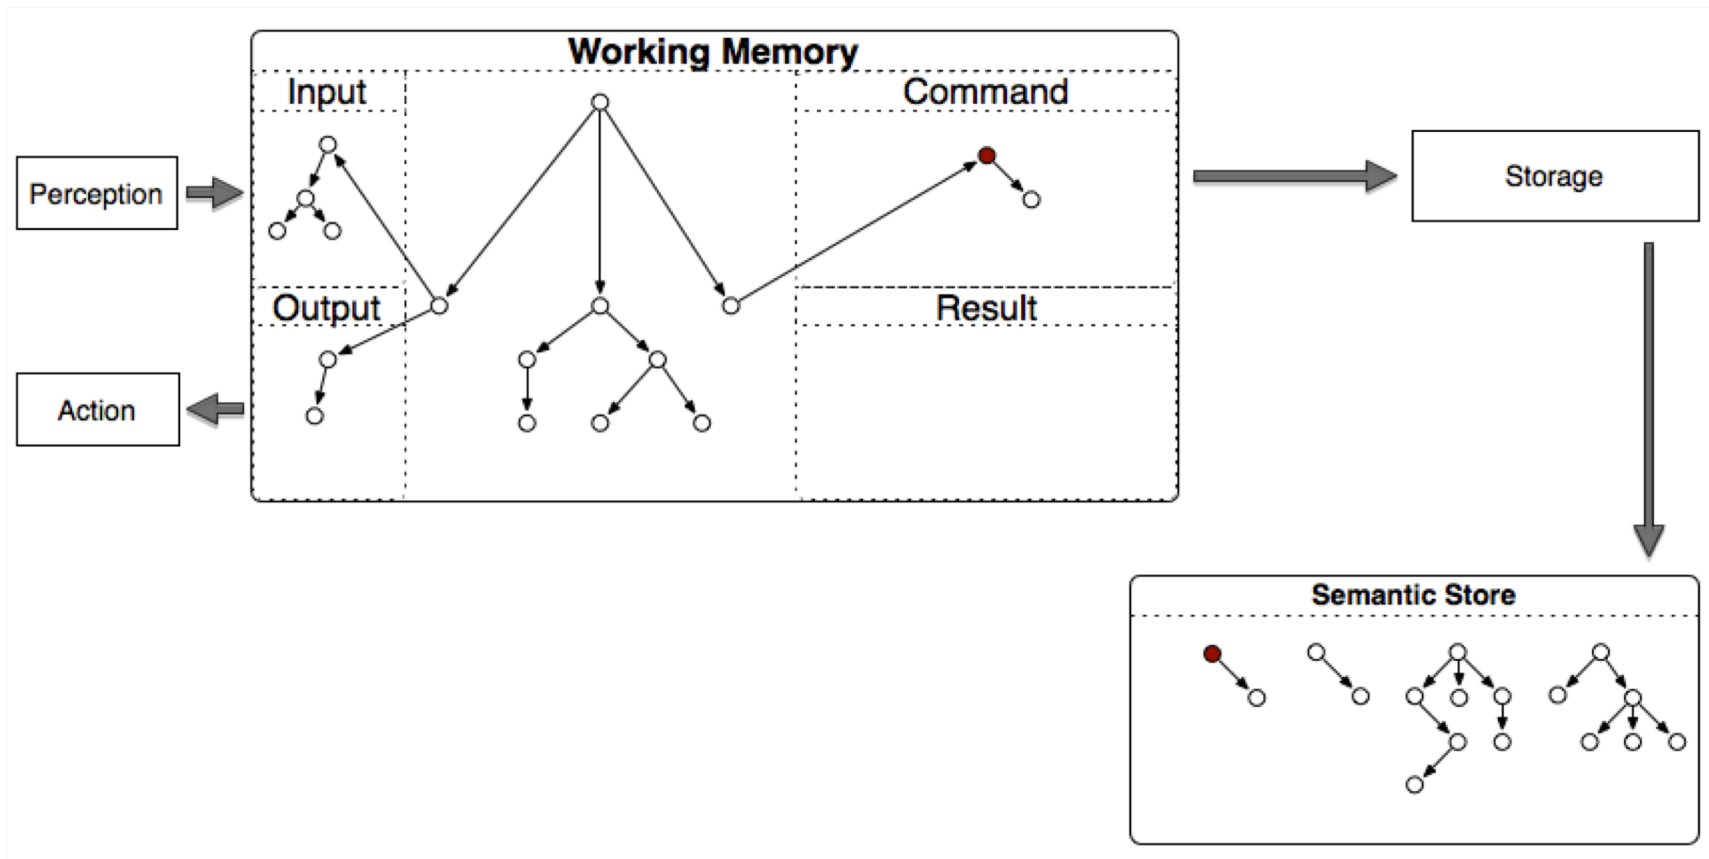 Working Memory
Input
Command
Perception
Storage
Output
Result
Action
Semantic Store